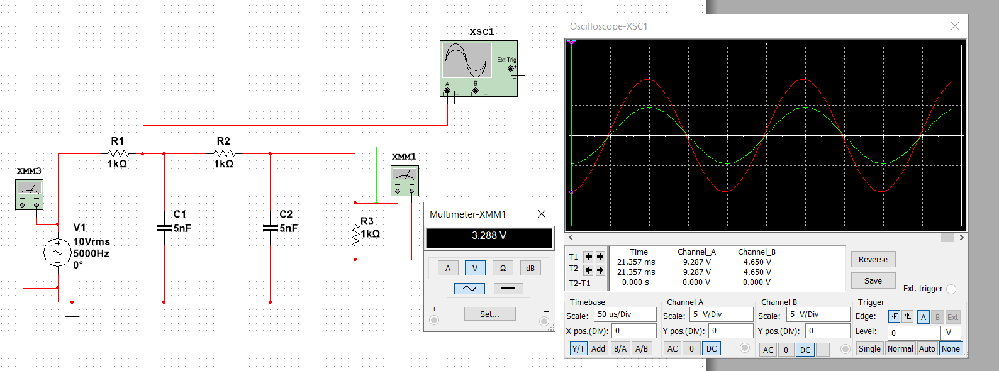 XSC1
Ext Trig
A
B
R1
1kΩ
R2
1kΩ
XMM3
XMM1
V1
10Vrms
5000Hz
0°
C1
5nF
C2
5nF
R3
1kΩ
Multimeter-XMM1
3.288 V
A
V
Ω
dB
+
Set...
−
Oscilloscope-XSC1
Time Channel_A Channel_B
T1 21.357 ms -9.287 V -4.650 V
T2 21.357 ms -9.287 V -4.650 V
T2-T1 0.000 s 0.000 V 0.000 V
Reverse
Save
Ext. trigger
Timebase
Scale: 50 us/Div
X pos.(Div): 0
Y/T Add B/A A/B
Channel A
Scale: 5 V/Div
Y pos.(Div): 0
AC 0 DC
Channel B
Scale: 5 V/Div
Y pos.(Div): 0
AC 0 DC -
Trigger
Edge: A B Ext
Level: 0 V
Single Normal Auto None